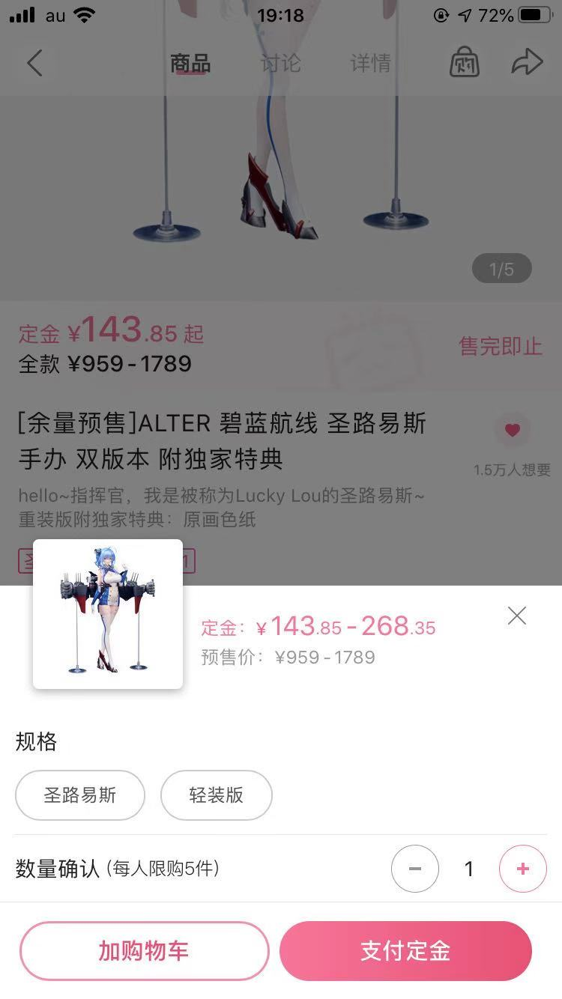 au
19:18
72%
商品
讨论
详情
购
1/5
定金 ¥143.85 起
全款 ¥959-1789
售完即止
[余量预售]ALTER 碧蓝航线 圣路易斯
手办 双版本 附独家特典
1.5万人想要
hello~指挥官，我是被称为Lucky Lou的圣路易斯~
重装版附独家特典：原画色纸
定金：¥143.85-268.35
预售价：¥959-1789
规格
圣路易斯
轻装版
数量确认 (每人限购5件)
1
加购物车
支付定金